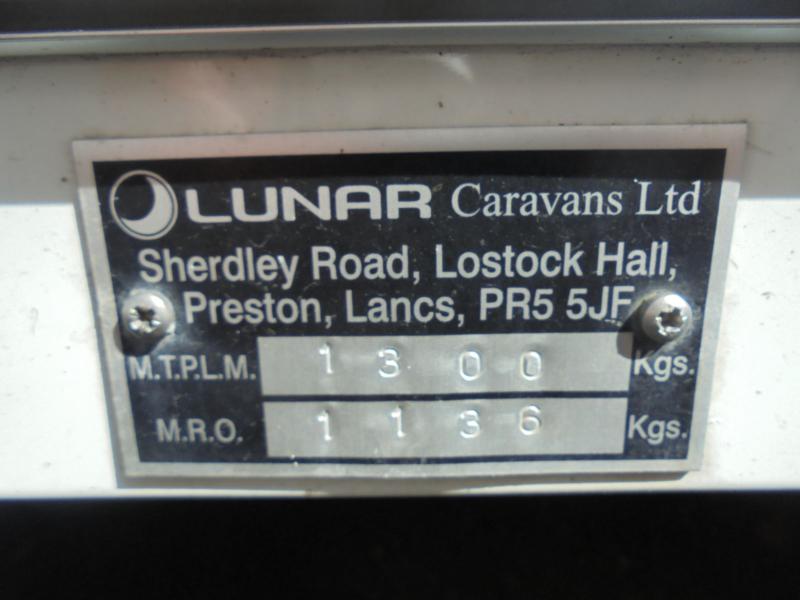 LUNAR Caravans Ltd
Sherdley Road, Lostock Hall,
Preston, Lancs, PR5 5JF
M.T.P.L.M. 1300 Kgs.
M.R.O. 1136 Kgs.